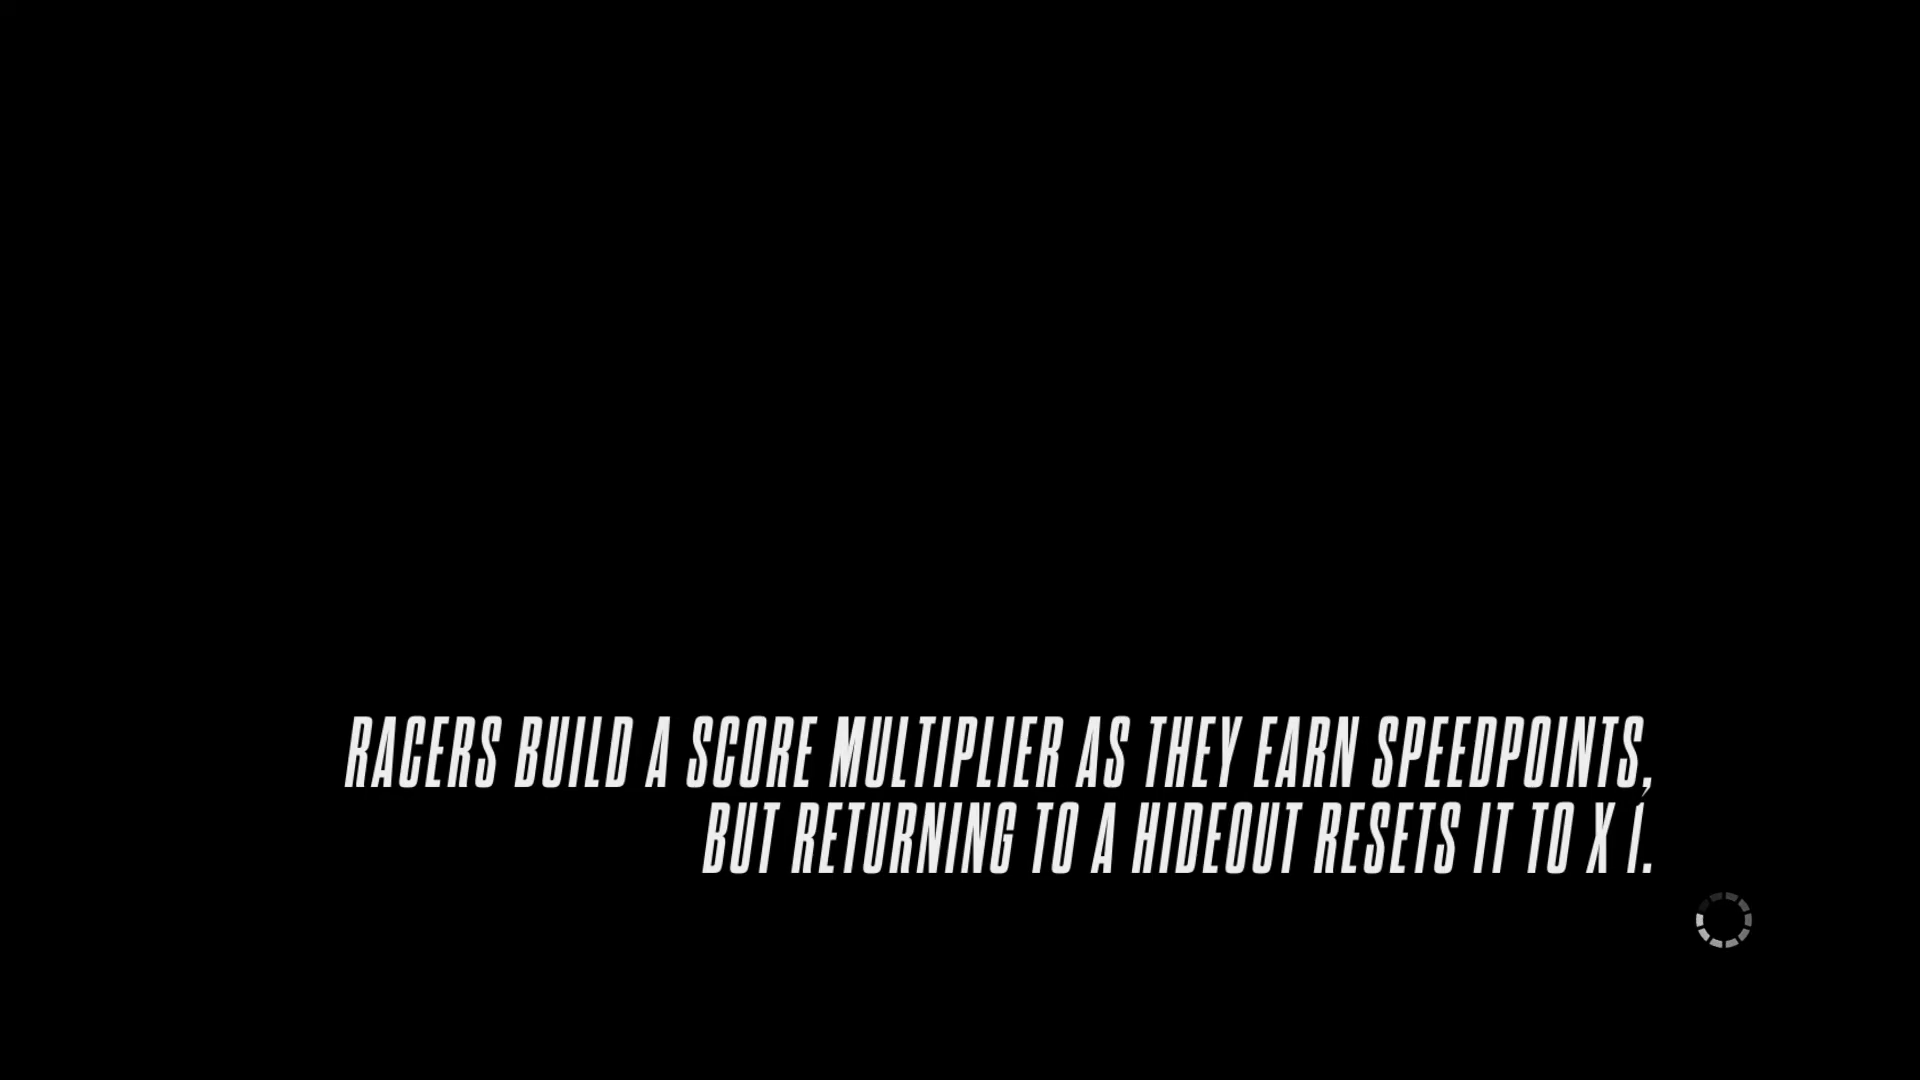 RACERS BUILD A SCORE MULTIPLIER AS THEY EARN SPEEDPOINTS,
BUT RETURNING TO A HIDEOUT RESETS IT TO X 1.